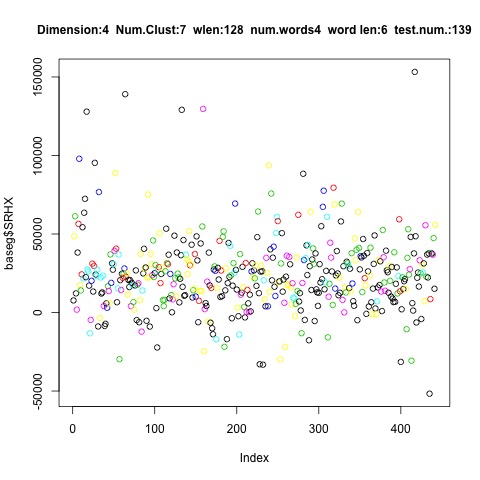 Dimension:4 Num.Clust:7 wlen:128 num.words4 word len:6 test.num.:139
baseg$SRHX
150000
100000
50000
0
-50000
0 100 200 300 400
Index